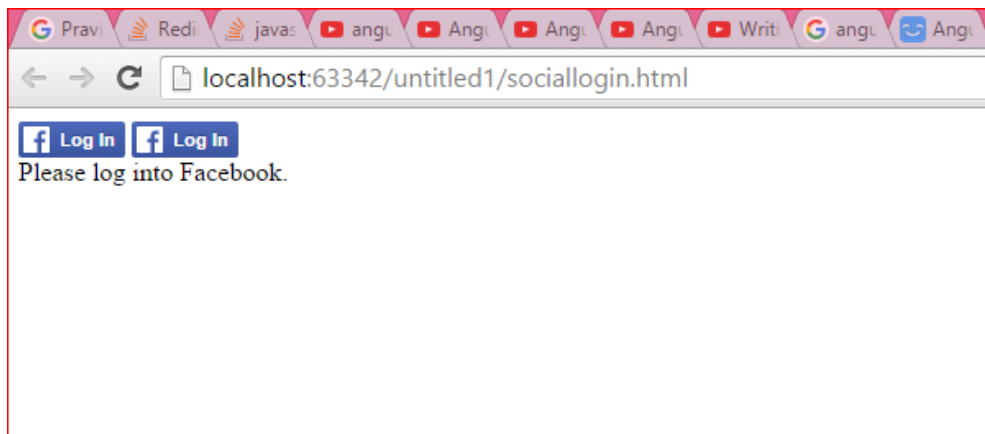 Pravi Redi javas angu Angu Angu Angu Writi angu Angu
localhost:63342/untitled1/sociallogin.html
Log In Log In
Please log into Facebook.